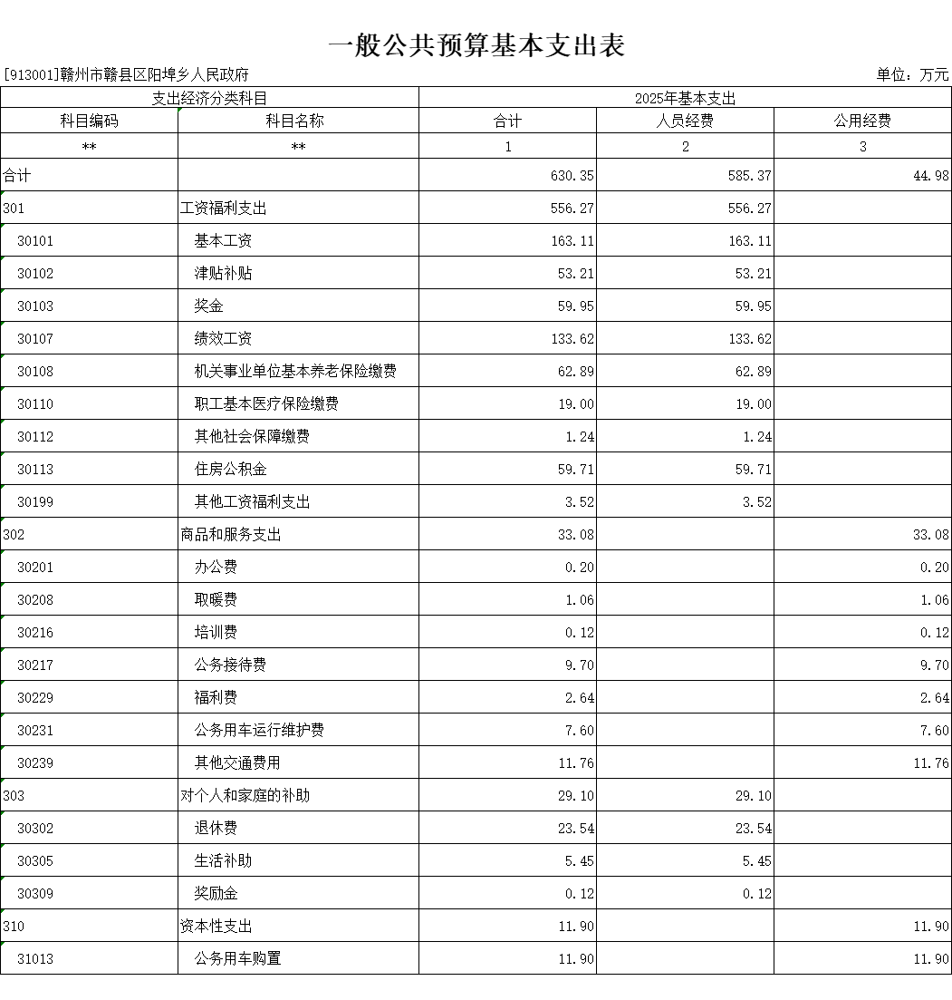 一般公共预算基本支出表
[913001]赣州市赣县区阳埠乡人民政府 单位：万元
支出经济分类科目 2025年基本支出
科目编码 科目名称 合计 人员经费 公用经费
** ** 1 2 3
合计 630.35 585.37 44.98
301 工资福利支出 556.27 556.27
30101 基本工资 163.11 163.11
30102 津贴补贴 53.21 53.21
30103 奖金 59.95 59.95
30107 绩效工资 133.62 133.62
30108 机关事业单位基本养老保险缴费 62.89 62.89
30110 职工基本医疗保险缴费 19.00 19.00
30112 其他社会保障缴费 1.24 1.24
30113 住房公积金 59.71 59.71
30199 其他工资福利支出 3.52 3.52
302 商品和服务支出 33.08 33.08
30201 办公费 0.20 0.20
30208 取暖费 1.06 1.06
30216 培训费 0.12 0.12
30217 公务接待费 9.70 9.70
30229 福利费 2.64 2.64
30231 公务用车运行维护费 7.60 7.60
30239 其他交通费用 11.76 11.76
303 对个人和家庭的补助 29.10 29.10
30302 退休费 23.54 23.54
30305 生活补助 5.45 5.45
30309 奖励金 0.12 0.12
310 资本性支出 11.90 11.90
31013 公务用车购置 11.90 11.90